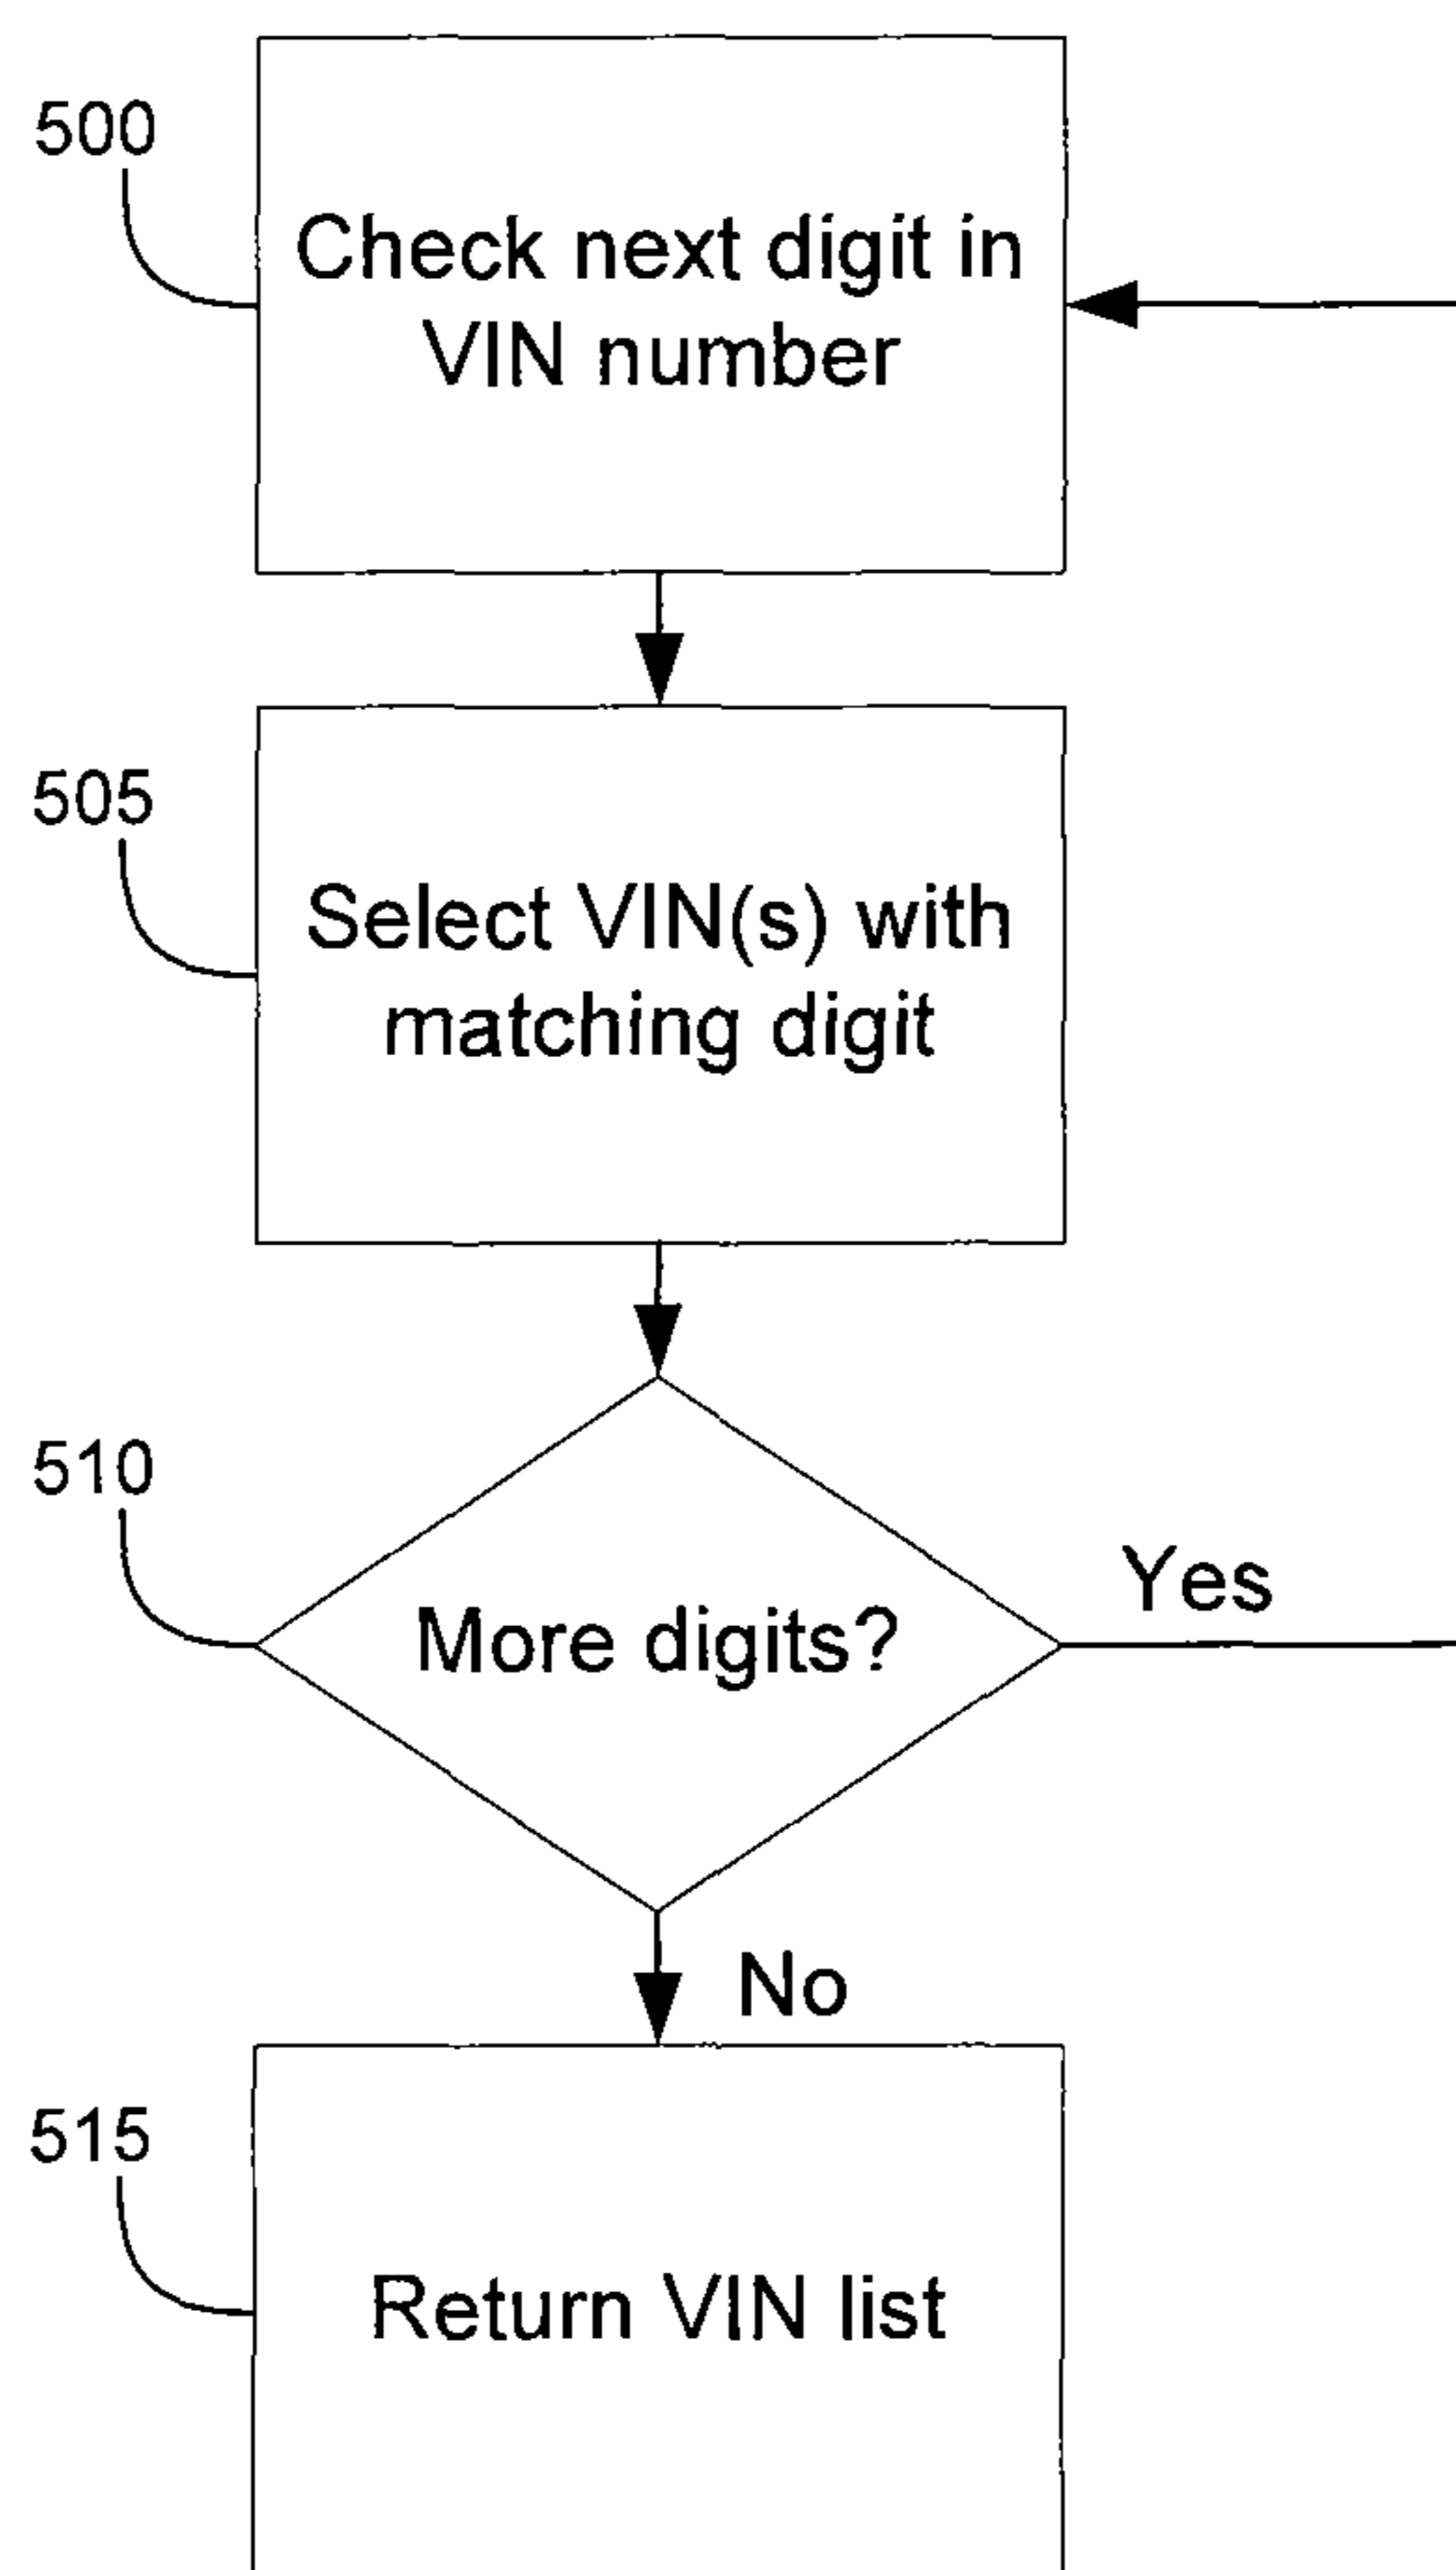 500
Check next digit in
VIN number
505
Select VIN(s) with
matching digit
510
More digits?
Yes
No
515
Return VIN list